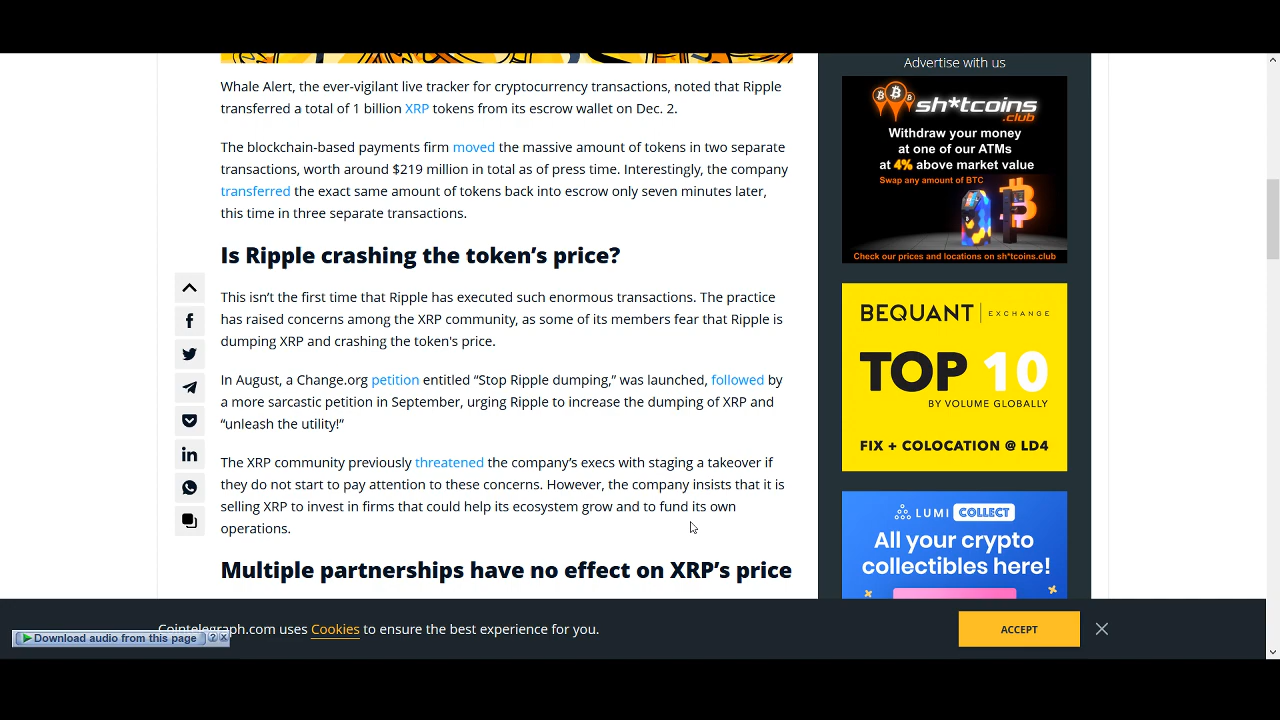 Whale Alert, the ever-vigilant live tracker for cryptocurrency transactions, noted that Ripple
transferred a total of 1 billion XRP tokens from its escrow wallet on Dec. 2.
The blockchain-based payments firm moved the massive amount of tokens in two separate
transactions, worth around $219 million in total as of press time. Interestingly, the company
transferred the exact same amount of tokens back into escrow only seven minutes later,
this time in three separate transactions.
Is Ripple crashing the token’s price?
This isn’t the first time that Ripple has executed such enormous transactions. The practice
has raised concerns among the XRP community, as some of its members fear that Ripple is
dumping XRP and crashing the token's price.
In August, a Change.org petition entitled “Stop Ripple dumping,” was launched, followed by
a more sarcastic petition in September, urging Ripple to increase the dumping of XRP and
“unleash the utility!”
The XRP community previously threatened the company’s execs with staging a takeover if
they do not start to pay attention to these concerns. However, the company insists that it is
selling XRP to invest in firms that could help its ecosystem grow and to fund its own
operations.
Multiple partnerships have no effect on XRP’s price
Advertise with us
sh*tcoins
.club
Withdraw your money
at one of our ATMs
at 4% above market value
Swap any amount of BTC
Check our prices and locations on sh*tcoins.club
BEQUANT EXCHANGE
TOP 10
BY VOLUME GLOBALLY
FIX + COLOCATION @ LD4
LUMI COLLECT
All your crypto
collectibles here!
Cointelegraph.com uses Cookies to ensure the best experience for you.
ACCEPT
Download audio from this page ? x